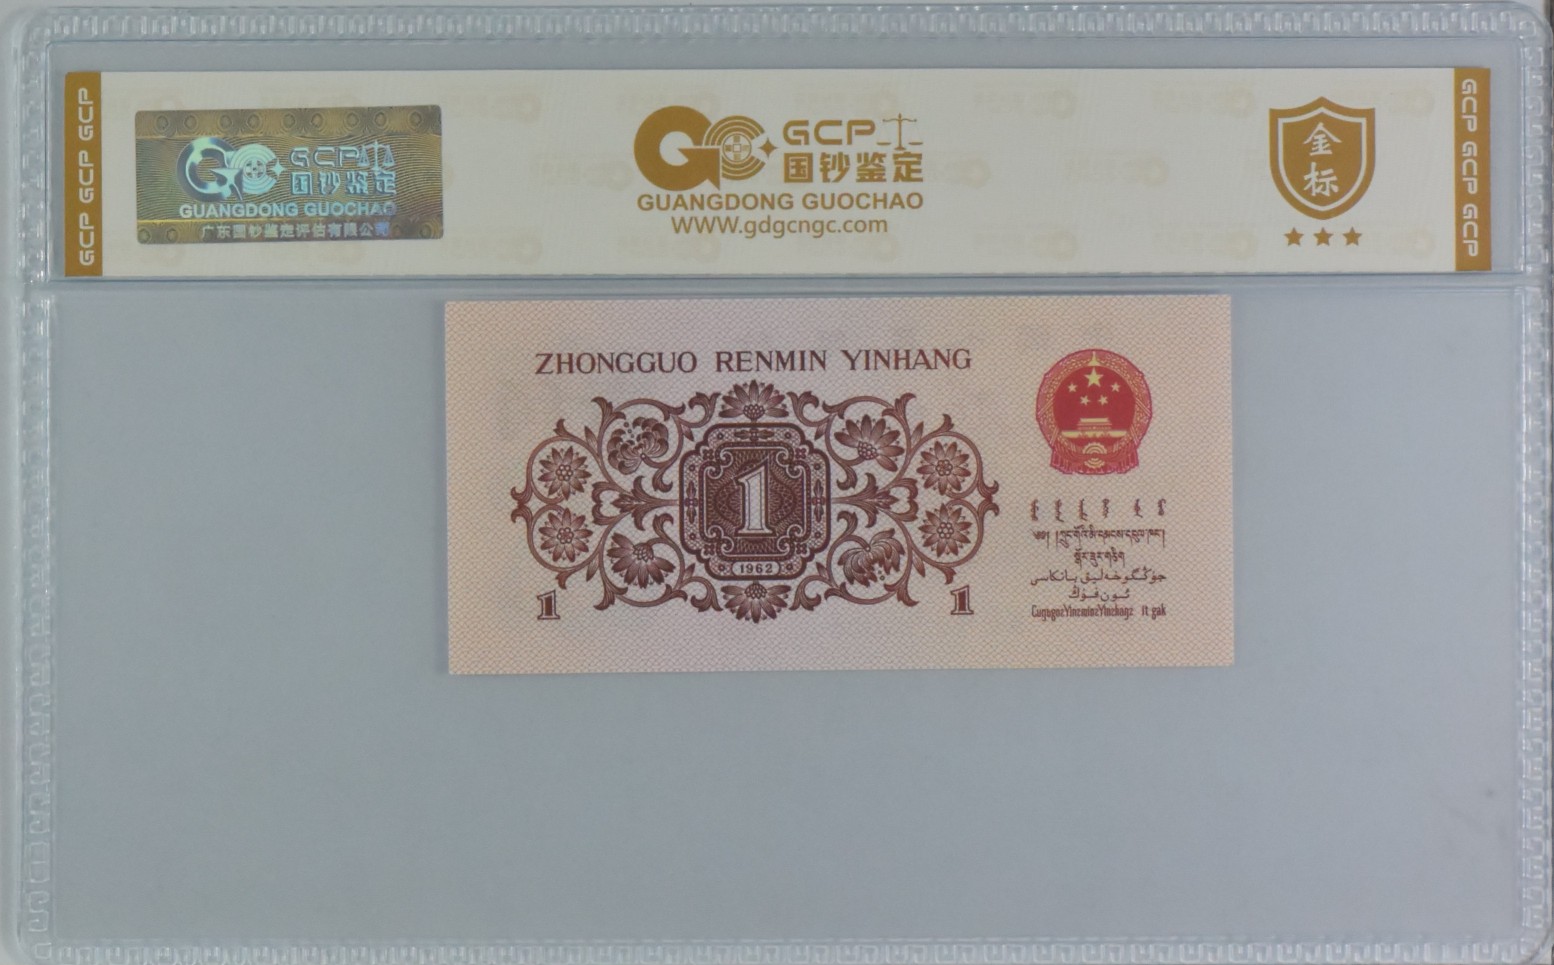 GCP GCP GCP
GCP
国钞鉴定
GUANGDONG GUOCHAO
广东国钞鉴定评估有限公司
GCP
国钞鉴定
GUANGDONG GUOCHAO
WWW.gdgcngc.com
金
标
GCP GCP GCP
ZHONGGUO RENMIN YINHANG
1
1962
1
1